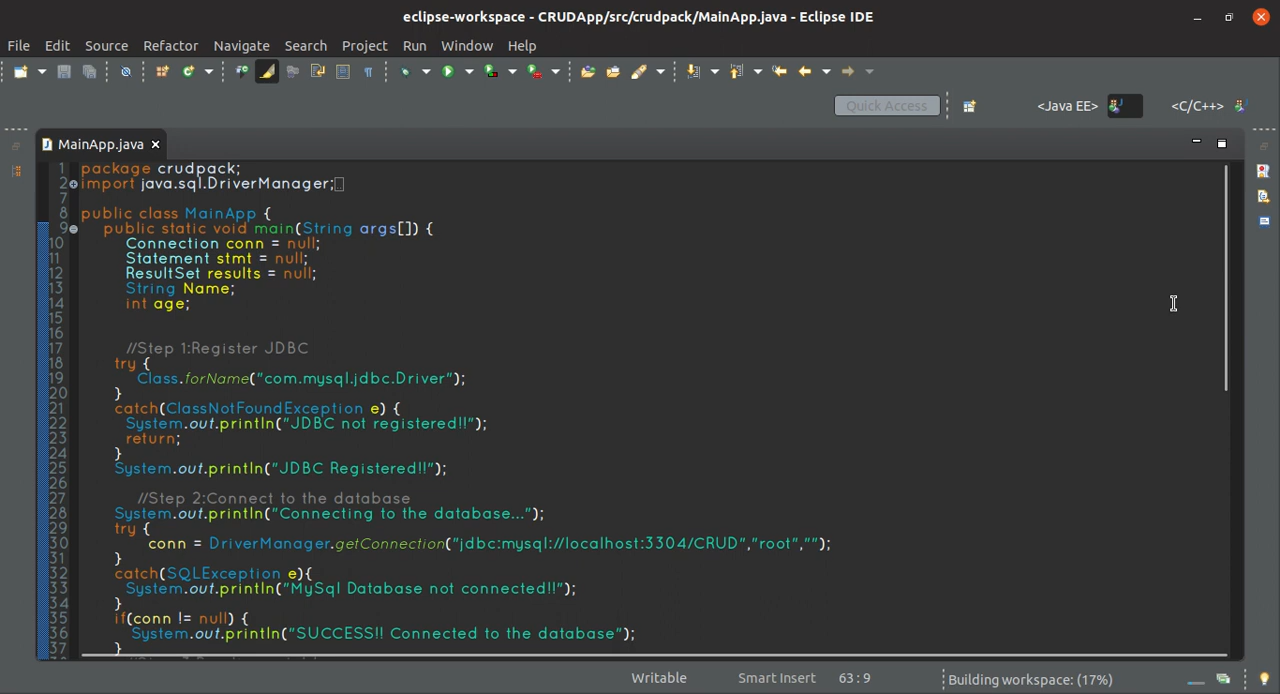 eclipse-workspace - CRUDApp/src/crudpack/MainApp.java - Eclipse IDE
File Edit Source Refactor Navigate Search Project Run Window Help
Quick Access <Java EE> <C/C++>
MainApp.java
1 package crudpack;
2 import java.sql.DriverManager;
7
8 public class MainApp {
9 public static void main(String args[]) {
10 Connection conn = null;
11 Statement stmt = null;
12 ResultSet results = null;
13 String Name;
14 int age;
15
16
17 //Step 1:Register JDBC
18 try {
19 Class.forName("com.mysql.jdbc.Driver");
20 }
21 catch(ClassNotFoundException e) {
22 System.out.println("JDBC not registered!!");
23 return;
24 }
25 System.out.println("JDBC Registered!!");
26
27 //Step 2:Connect to the database
28 System.out.println("Connecting to the database...");
29 try {
30 conn = DriverManager.getConnection("jdbc:mysql://localhost:3304/CRUD","root","");
31 }
32 catch(SQLException e){
33 System.out.println("MySql Database not connected!!");
34 }
35 if(conn != null) {
36 System.out.println("SUCCESS!! Connected to the database");
37 }
Writable Smart Insert 63 : 9 Building workspace: (17%)